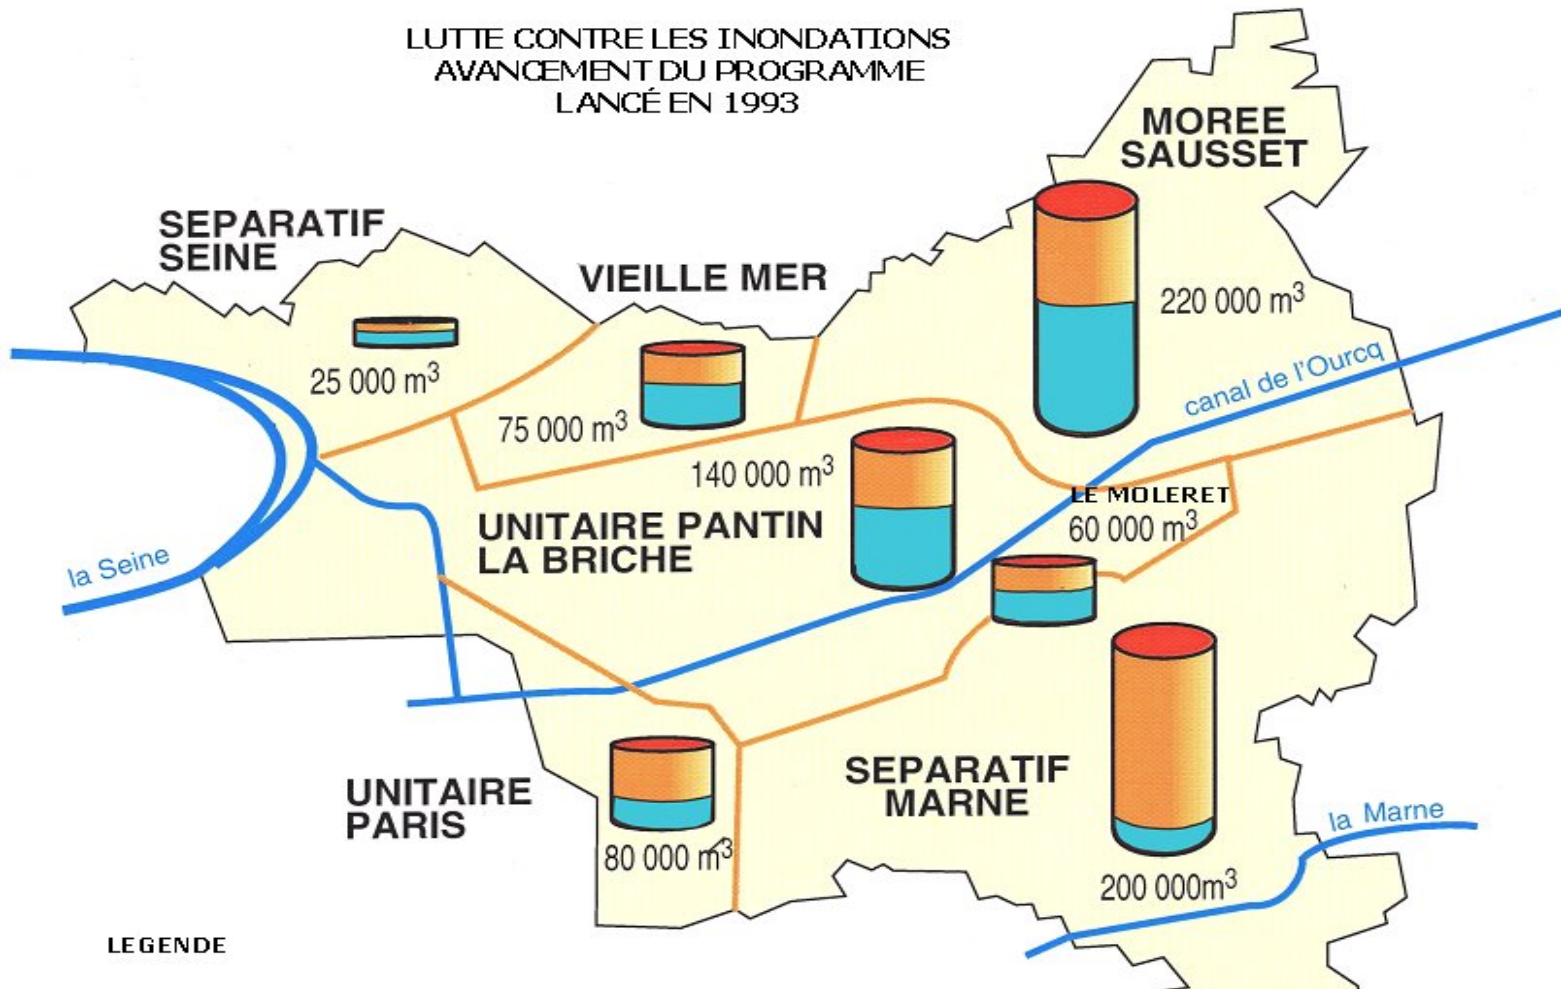 LUTTE CONTRE LES INONDATIONS
AVANCEMENT DU PROGRAMME
LANCÉ EN 1993
MOREE
SAUSSET
220 000 m³
SEPARATIF
SEINE
25 000 m³
VIEILLE MER
75 000 m³
canal de l'Ourcq
140 000 m³
UNITAIRE PANTIN
LA BRICHE
LE MOLERET
60 000 m³
la Seine
UNITAIRE
PARIS
80 000 m³
SEPARATIF
MARNE
200 000m³
la Marne
LEGENDE